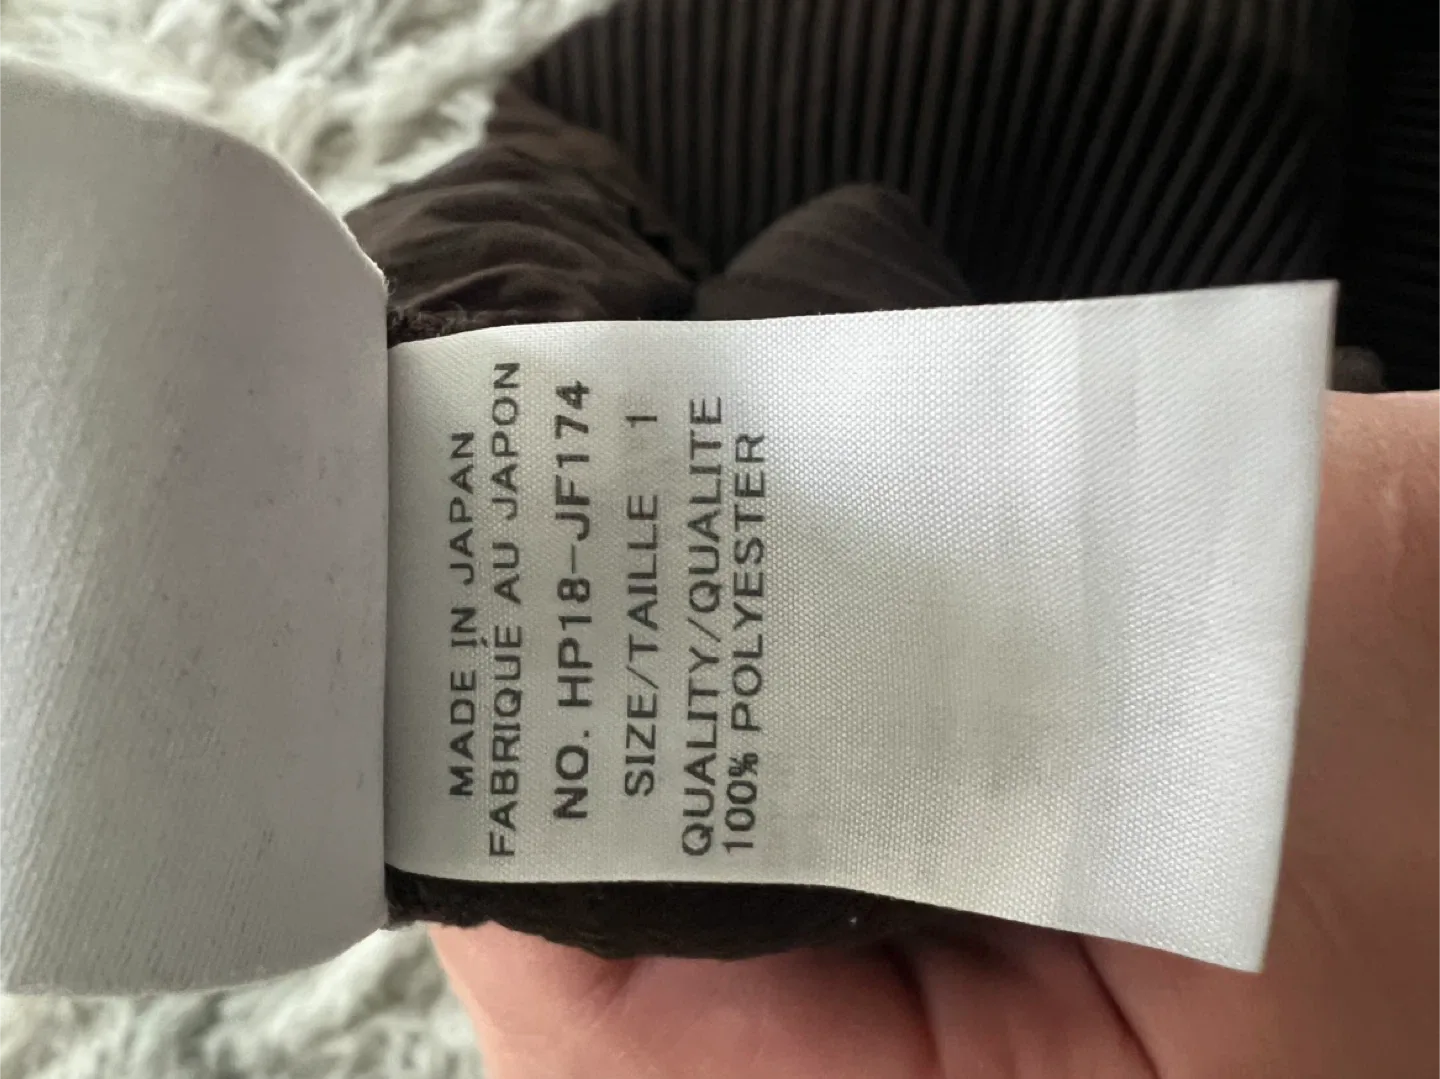 MADE IN JAPAN
FABRIQUÉ AU JAPON
NO. HP18-JF174
SIZE/TAILLE 1
QUALITY/QUALITE
100% POLYESTER